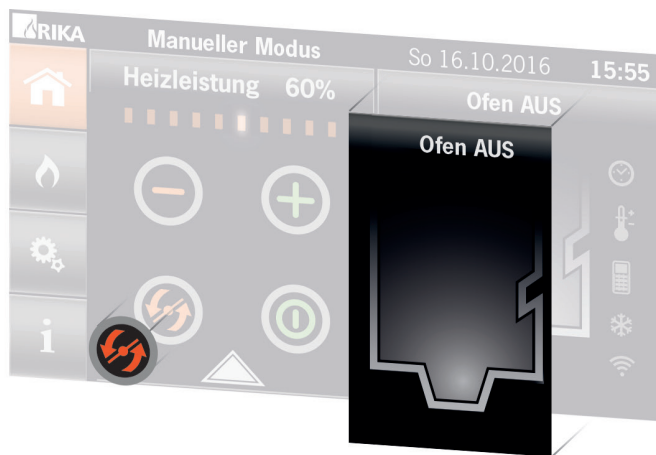 RIKA
Manueller Modus
So 16.10.2016 15:55
Heizleistung 60%
Ofen AUS
Ofen AUS
i